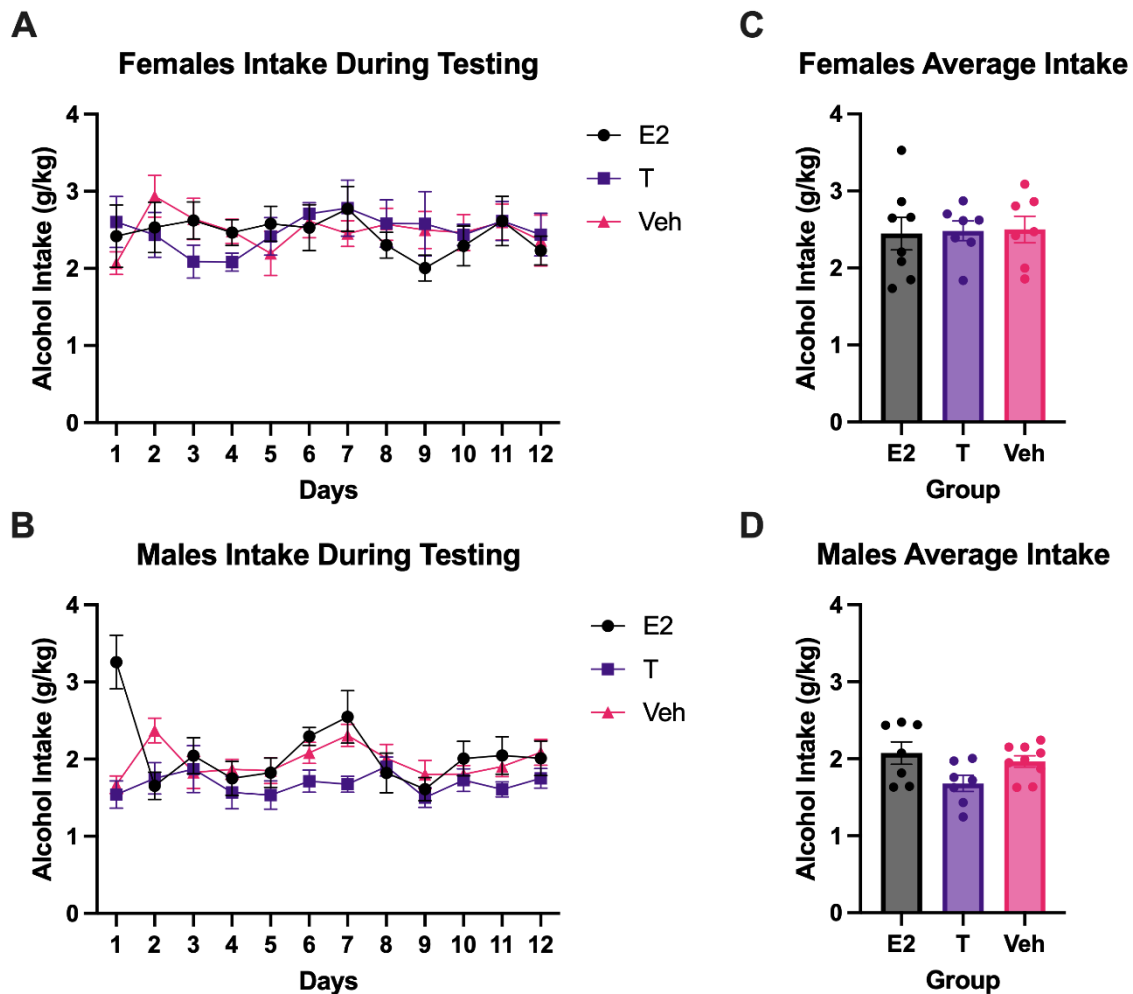 A
Females Intake During Testing
Alcohol Intake (g/kg)
4
3
2
1
0
1 2 3 4 5 6 7 8 9 10 11 12
Days
E2
T
Veh
C
Females Average Intake
Alcohol Intake (g/kg)
4
3
2
1
0
E2 T Veh
Group
B
Males Intake During Testing
Alcohol Intake (g/kg)
4
3
2
1
0
1 2 3 4 5 6 7 8 9 10 11 12
Days
E2
T
Veh
D
Males Average Intake
Alcohol Intake (g/kg)
4
3
2
1
0
E2 T Veh
Group